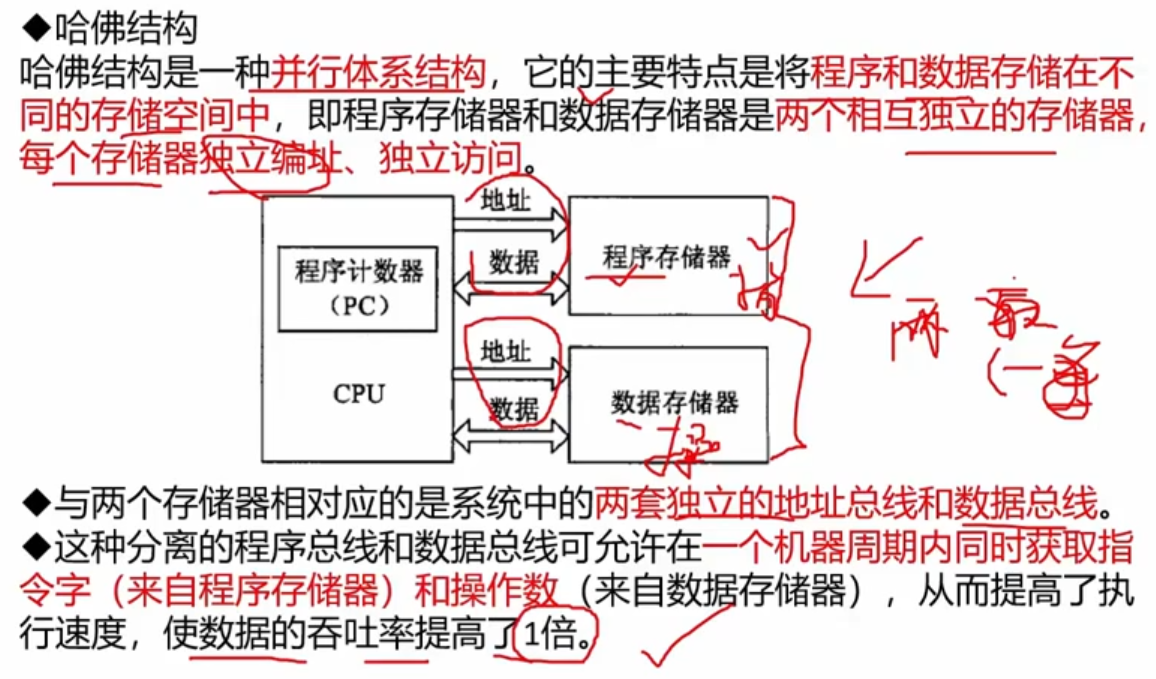 ◆哈佛结构
哈佛结构是一种并行体系结构，它的主要特点是将程序和数据存储在不
同的存储空间中，即程序存储器和数据存储器是两个相互独立的存储器，
每个存储器独立编址、独立访问。
地址
数据
程序存储器
程序计数器
（PC）
CPU
地址
数据
数据存储器
◆与两个存储器相对应的是系统中的两套独立的地址总线和数据总线。
◆这种分离的程序总线和数据总线可允许在一个机器周期内同时获取指
令字（来自程序存储器）和操作数（来自数据存储器），从而提高了执
行速度，使数据的吞吐率提高了1倍。